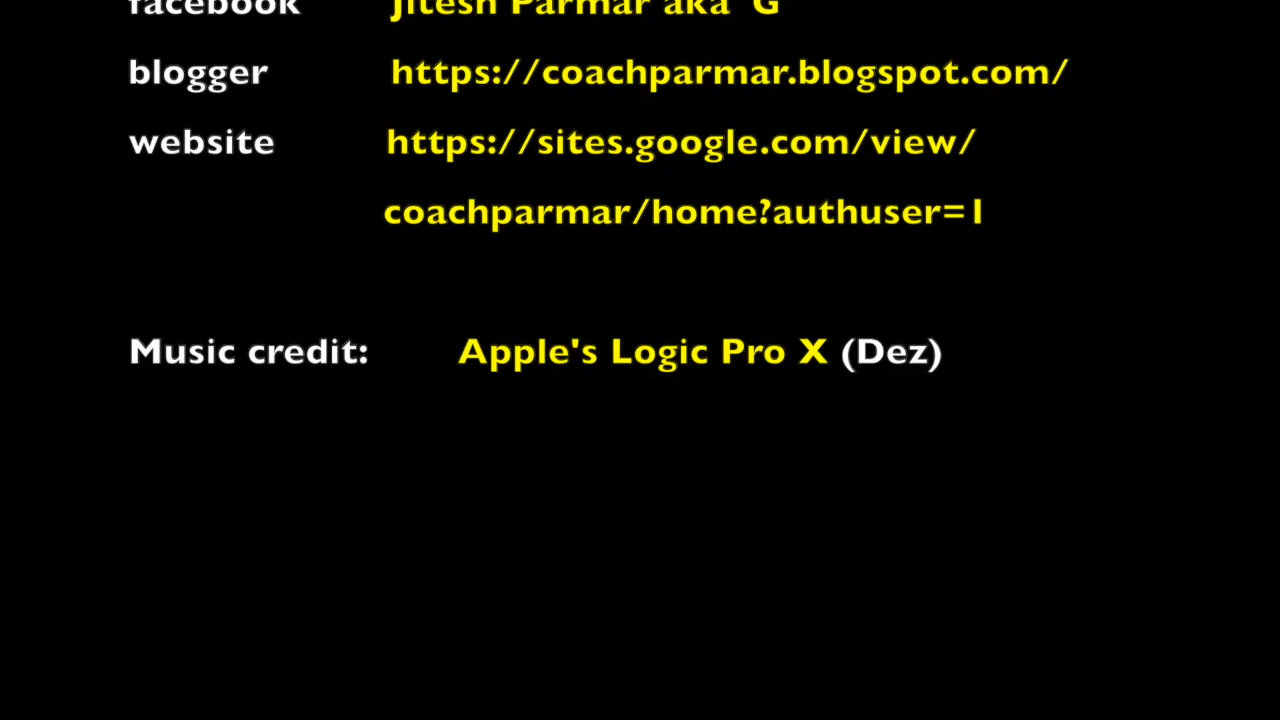 facebook Jitesh Parmar aka 'G'
blogger https://coachparmar.blogspot.com/
website https://sites.google.com/view/
coachparmar/home?authuser=1
Music credit: Apple's Logic Pro X (Dez)